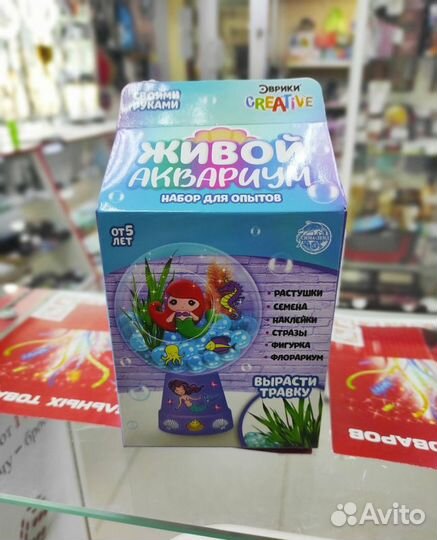 СВОИМИ
РУКАМИ
ЭВРИКИ
CREATiVE
ЖИВОЙ
АКВАРИУМ
НАБОР ДЛЯ ОПЫТОВ
ОТ 5
ЛЕТ
• РАСТУШКИ
• СЕМЕНА
• НАКЛЕЙКИ
• СТРАЗЫ
• ФИГУРКА
• ФЛОРАРИУМ
ВЫРАСТИ
ТРАВКУ
ТОВАРОВ
Avito